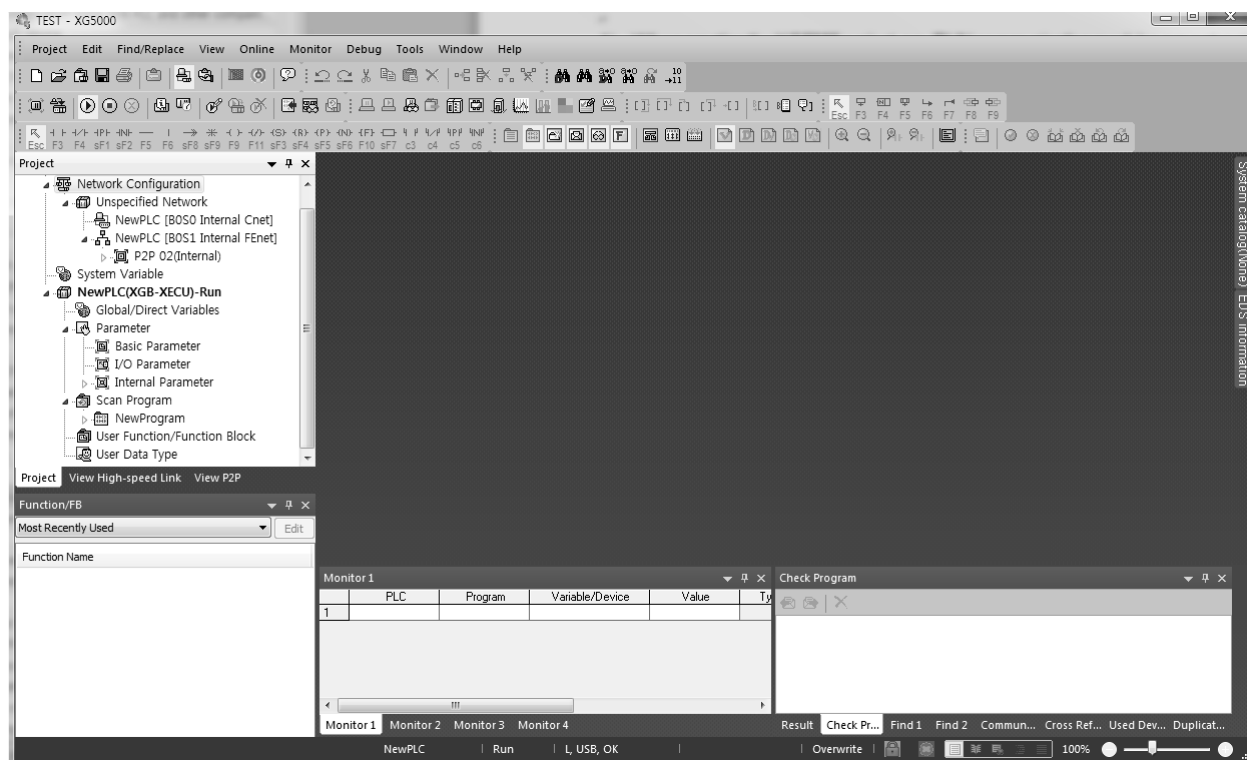 TEST - XG5000
Project Edit Find/Replace View Online Monitor Debug Tools Window Help
Esc F3 F4 F5 F6 F7 F8 F9
Esc F3 F4 sF1 sF2 F5 F6 sF8 sF9 F9 F11 sF3 sF4 sF5 sF6 F10 sF7 c3 c4 c5 c6
Project
Network Configuration
Unspecified Network
NewPLC [B0S0 Internal Cnet]
NewPLC [B0S1 Internal FEnet]
P2P 02(Internal)
System Variable
NewPLC(XGB-XECU)-Run
Global/Direct Variables
Parameter
Basic Parameter
I/O Parameter
Internal Parameter
Scan Program
NewProgram
User Function/Function Block
User Data Type
Project View High-speed Link View P2P
System catalog(None) EDS information
Function/FB
Most Recently Used Edit
Function Name
Monitor 1
PLC Program Variable/Device Value Ty
1
Monitor 1 Monitor 2 Monitor 3 Monitor 4
Check Program
Result Check Pr... Find 1 Find 2 Commun... Cross Ref... Used Dev... Duplicat...
NewPLC Run L, USB, OK Overwrite 100%